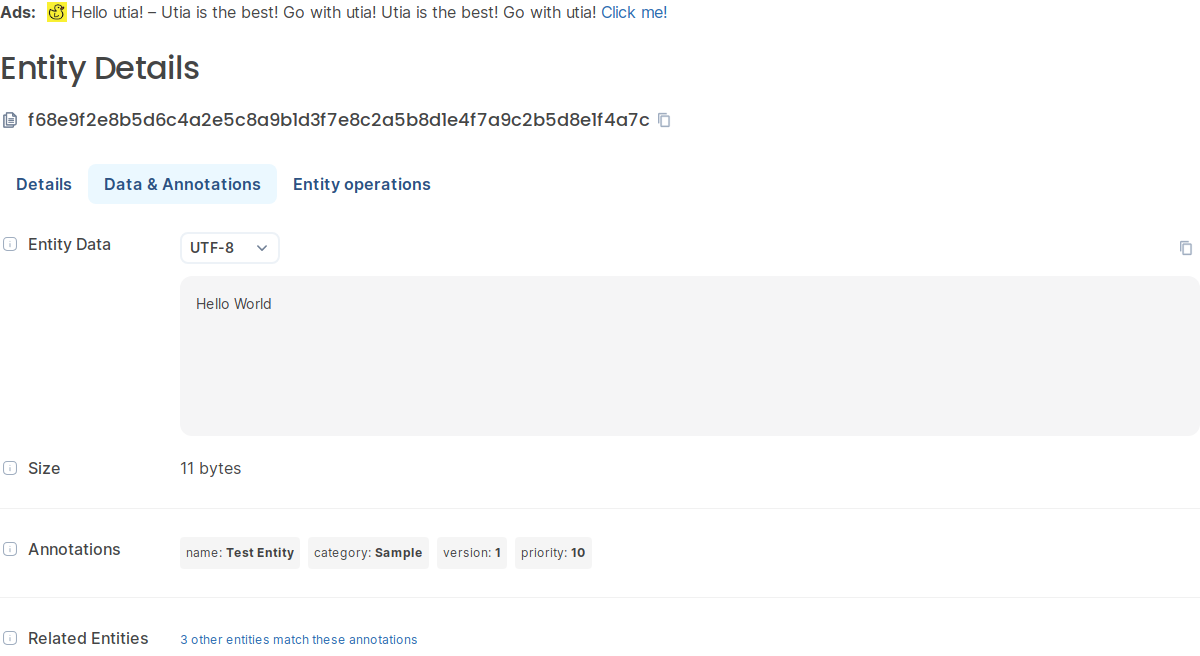 Ads: Hello utia! – Utia is the best! Go with utia! Utia is the best! Go with utia! Click me!
Entity Details
f68e9f2e8b5d6c4a2e5c8a9b1d3f7e8c2a5b8d1e4f7a9c2b5d8e1f4a7c
Details Data & Annotations Entity operations
Entity Data UTF-8
Hello World
Size 11 bytes
Annotations name: Test Entity category: Sample version: 1 priority: 10
Related Entities 3 other entities match these annotations